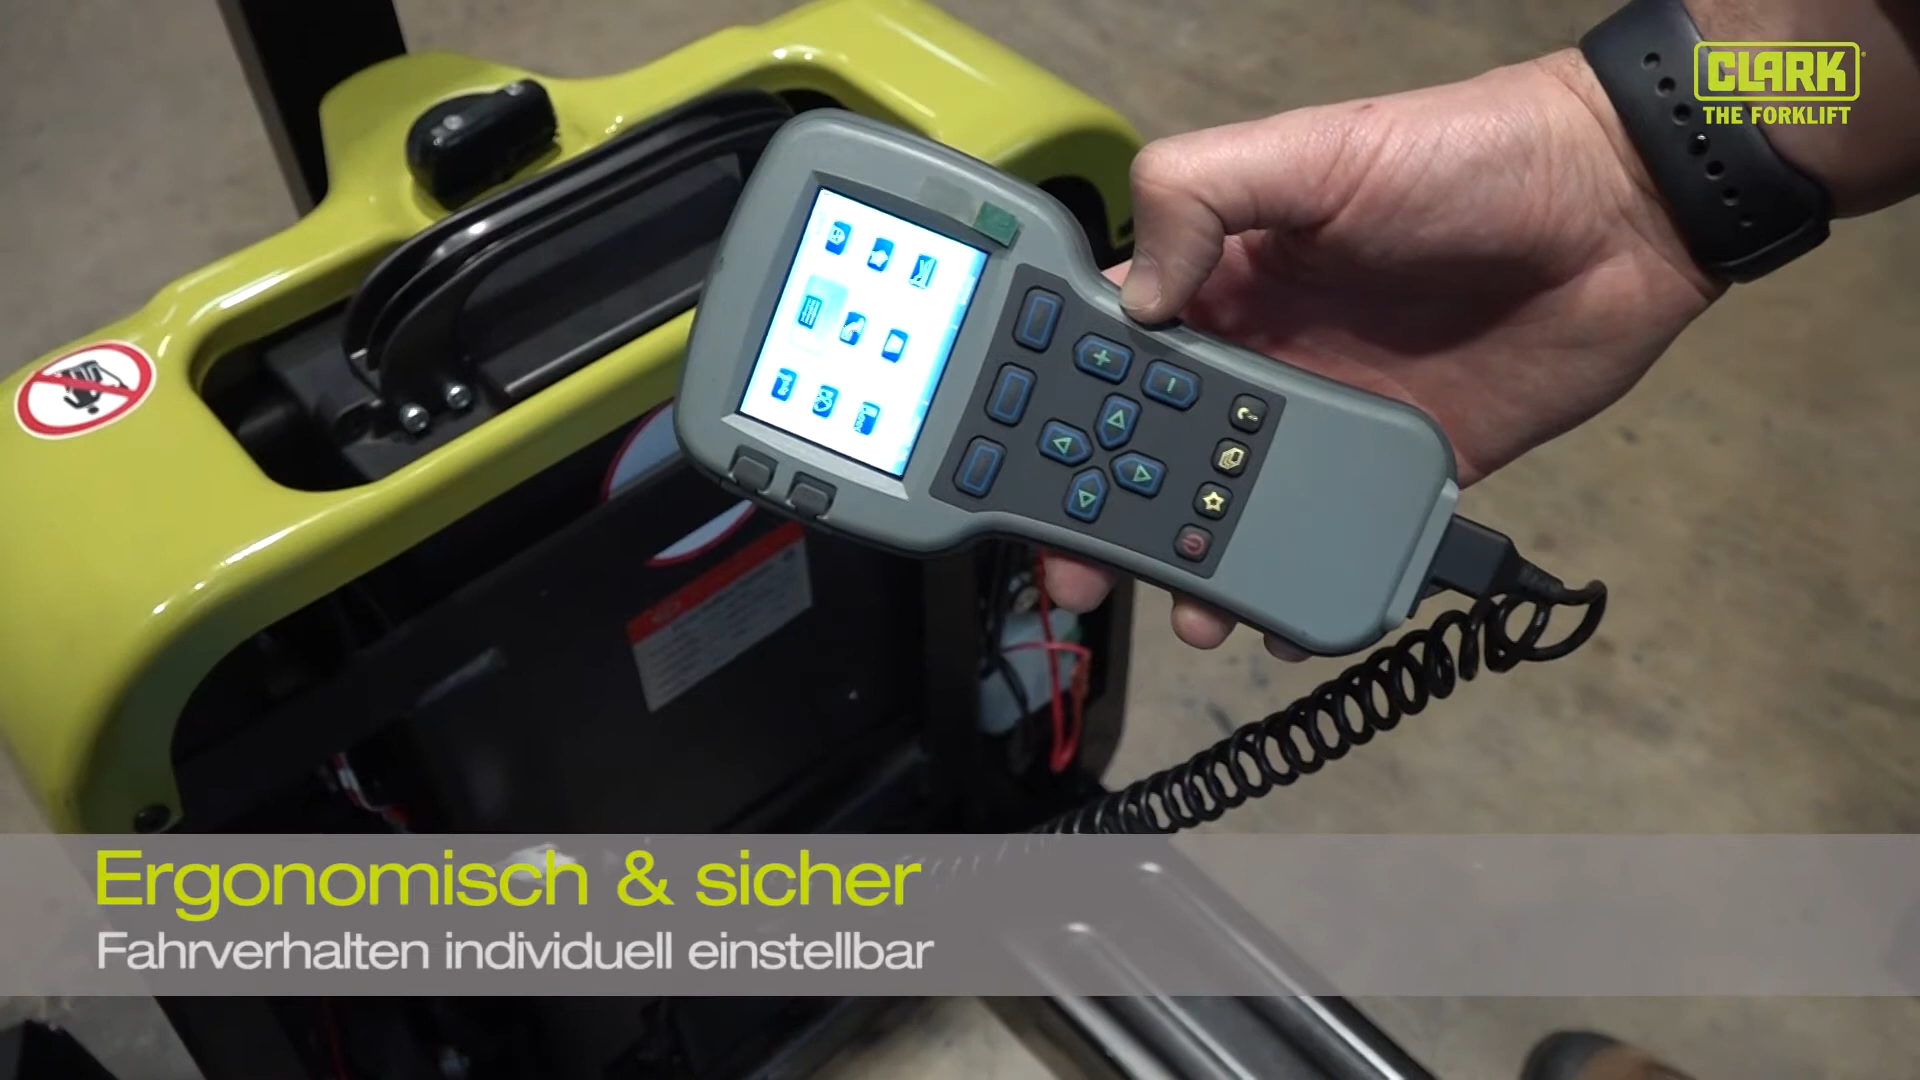 CLARK
THE FORKLIFT
Ergonomisch & sicher
Fahrverhalten individuell einstellbar